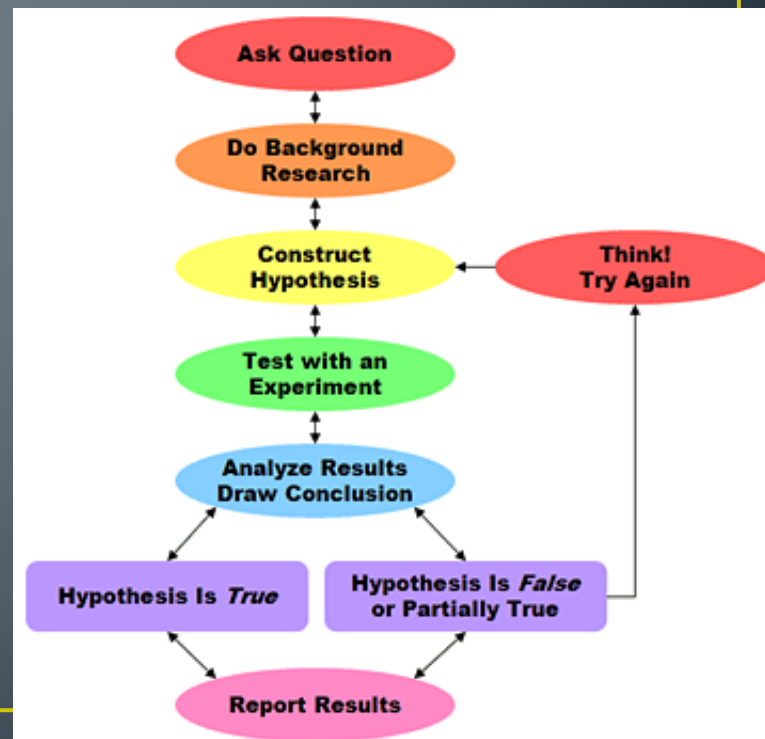 Ask Question
Do Background
Research
Construct
Hypothesis
Think!
Try Again
Test with an
Experiment
Analyze Results
Draw Conclusion
Hypothesis Is True
Hypothesis Is False
or Partially True
Report Results